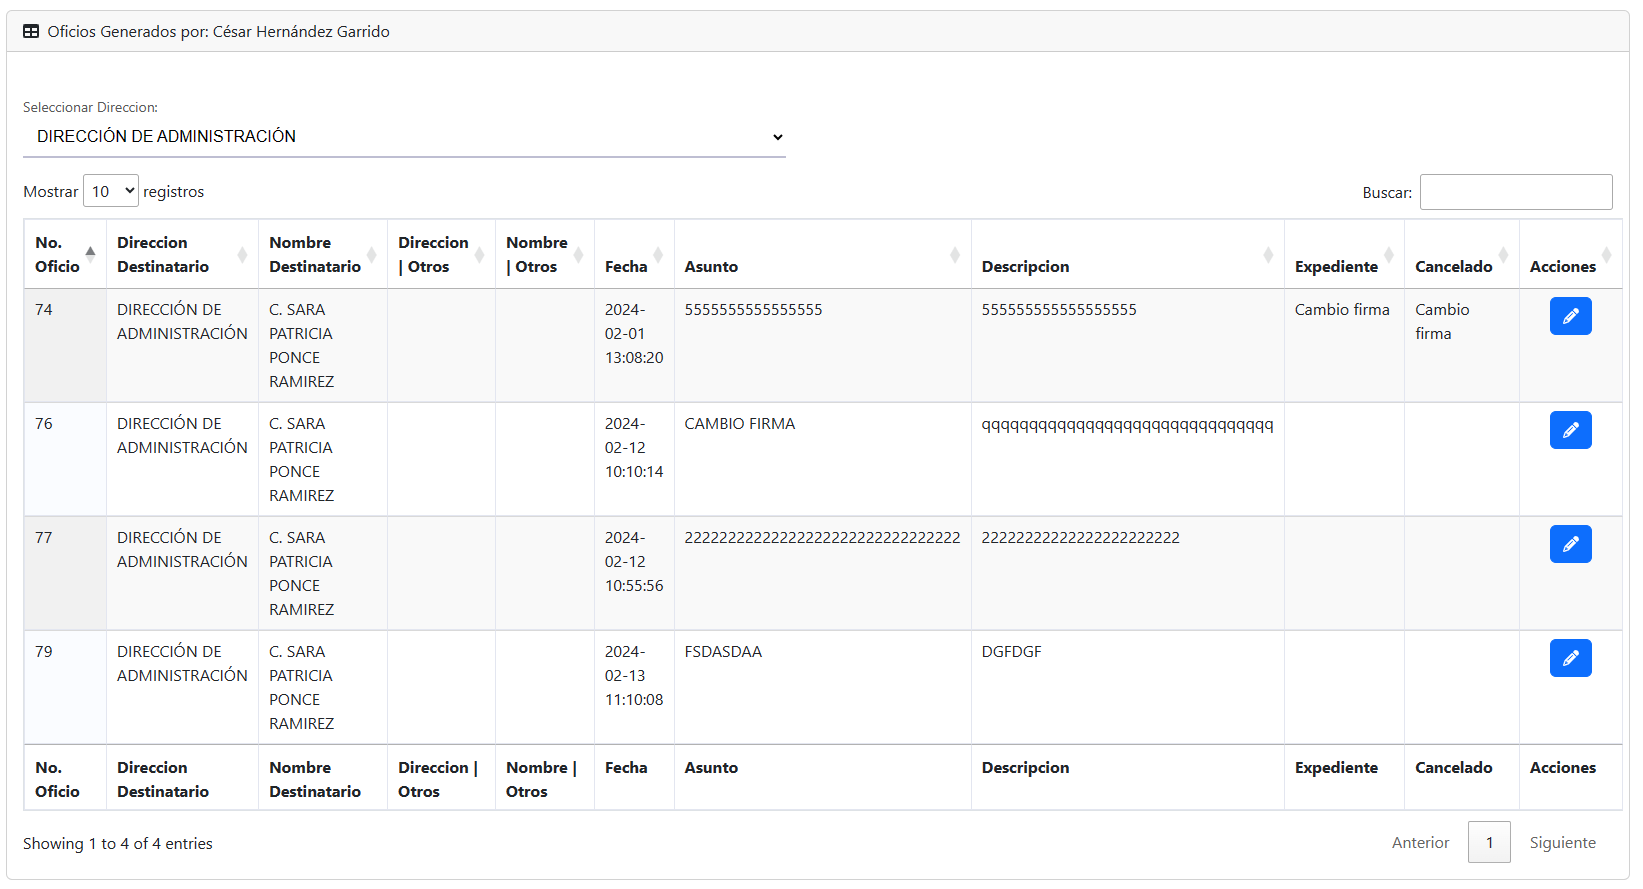 Oficios Generados por: César Hernández Garrido
Seleccionar Direccion:
DIRECCIÓN DE ADMINISTRACIÓN
Mostrar 10 registros
Buscar:
No. Oficio Direccion Destinatario Nombre Destinatario Direccion | Otros Nombre | Otros Fecha Asunto Descripcion Expediente Cancelado Acciones
74 DIRECCIÓN DE ADMINISTRACIÓN C. SARA PATRICIA PONCE RAMIREZ 2024-02-01 13:08:20 5555555555555555 555555555555555555 Cambio firma Cambio firma
76 DIRECCIÓN DE ADMINISTRACIÓN C. SARA PATRICIA PONCE RAMIREZ 2024-02-12 10:10:14 CAMBIO FIRMA qqqqqqqqqqqqqqqqqqqqqqqqqqqqqqq
77 DIRECCIÓN DE ADMINISTRACIÓN C. SARA PATRICIA PONCE RAMIREZ 2024-02-12 10:55:56 22222222222222222222222222222222 22222222222222222222222
79 DIRECCIÓN DE ADMINISTRACIÓN C. SARA PATRICIA PONCE RAMIREZ 2024-02-13 11:10:08 FSDASDAA DGFDGF
No. Oficio Direccion Destinatario Nombre Destinatario Direccion | Otros Nombre | Otros Fecha Asunto Descripcion Expediente Cancelado Acciones
Showing 1 to 4 of 4 entries
Anterior 1 Siguiente